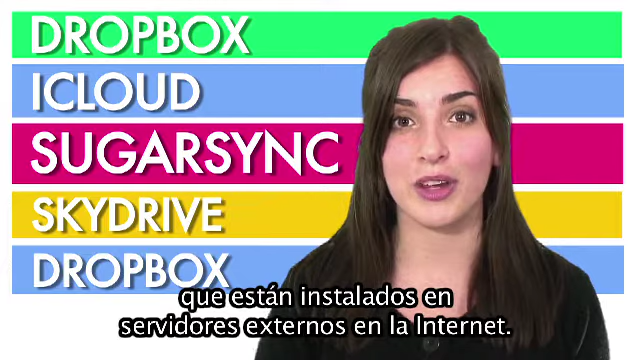 DROPBOX
ICLOUD
SUGARSYNC
SKYDRIVE
DROPBOX
que están instalados en
servidores externos en la Internet.